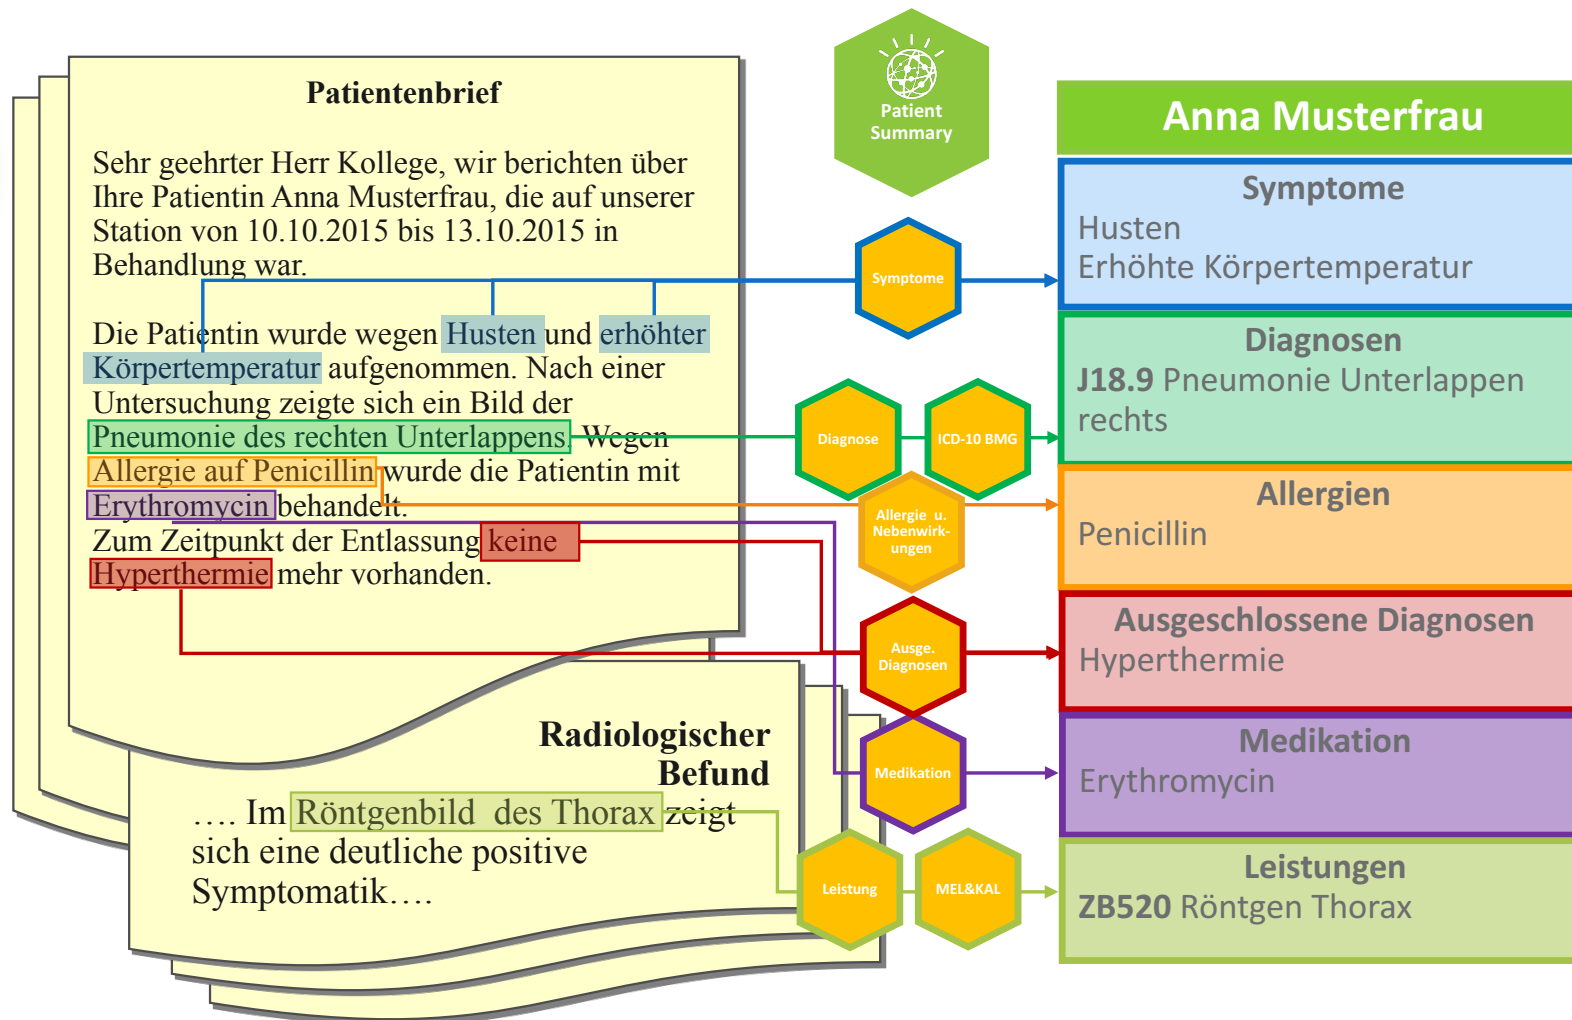 Patientenbrief
Sehr geehrter Herr Kollege, wir berichten über
Ihre Patientin Anna Musterfrau, die auf unserer
Station von 10.10.2015 bis 13.10.2015 in
Behandlung war.
Die Patientin wurde wegen Husten und erhöhter
Körpertemperatur aufgenommen. Nach einer
Untersuchung zeigte sich ein Bild der
Pneumonie des rechten Unterlappens. Wegen
Allergie auf Penicillin wurde die Patientin mit
Erythromycin behandelt.
Zum Zeitpunkt der Entlassung keine
Hyperthermie mehr vorhanden.
Radiologischer
Befund
…. Im Röntgenbild des Thorax zeigt
sich eine deutliche positive
Symptomatik….
Patient
Summary
Symptome
Diagnose
ICD-10 BMG
Allergie u.
Nebenwirk-
ungen
Ausge.
Diagnosen
Medikation
Leistung
MEL&KAL
Anna Musterfrau
Symptome
Husten
Erhöhte Körpertemperatur
Diagnosen
J18.9 Pneumonie Unterlappen
rechts
Allergien
Penicillin
Ausgeschlossene Diagnosen
Hyperthermie
Medikation
Erythromycin
Leistungen
ZB520 Röntgen Thorax